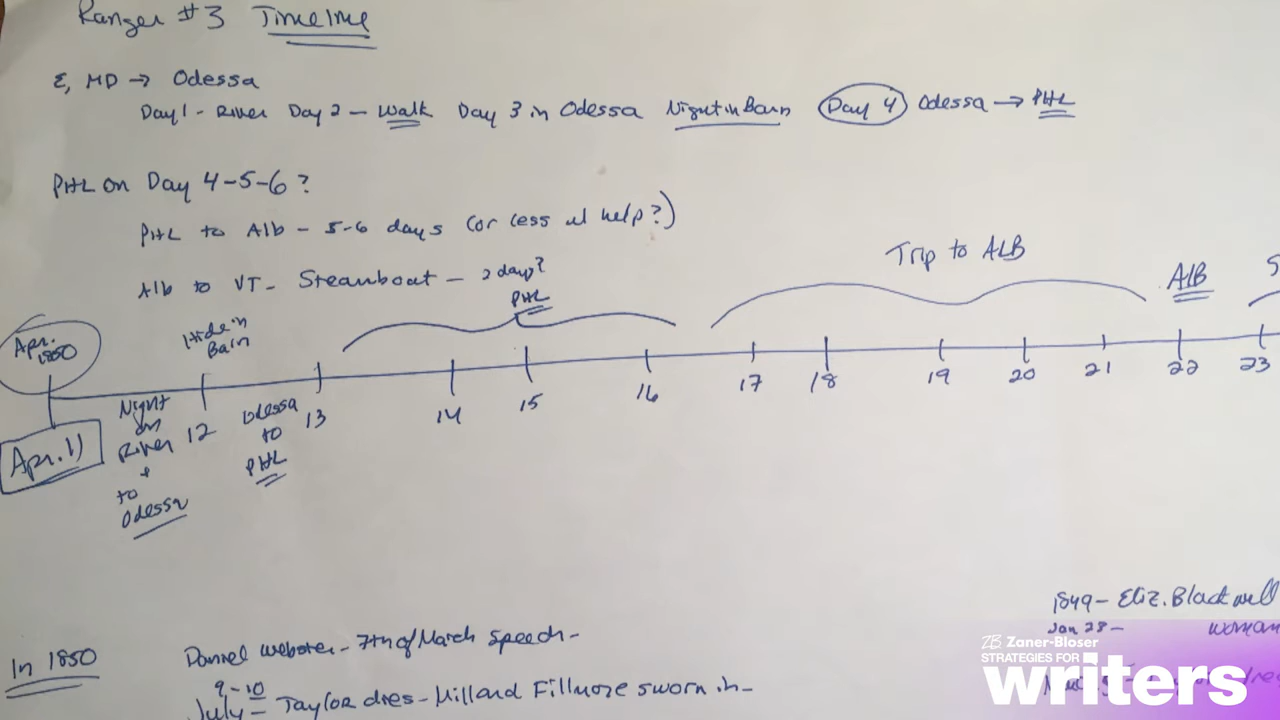 Ranger #3 Timeline
E, MD → Odessa
Day 1 - River Day 2 - Walk Day 3 in Odessa Night in Barn Day 4 Odessa → PHL
PHL on Day 4-5-6?
PHL to Alb - 5-6 days (or less w/ help?)
Alb to VT - Steamboat - 2 days?
PHL
Trip to ALB
ALB
Apr. 1850
Hide in Barn
Apr. 11
Night on River + to Odessa
12
Odessa to PHL
13
14
15
16
17
18
19
20
21
22
23
In 1850
Daniel Webster - 7th of March Speech -
July 9-10 Taylor dies - Millard Fillmore sworn in -
1849 - Eliz. Blackwell
Jan 23 - woman
ZB Zaner-Bloser
STRATEGIES FOR
writers